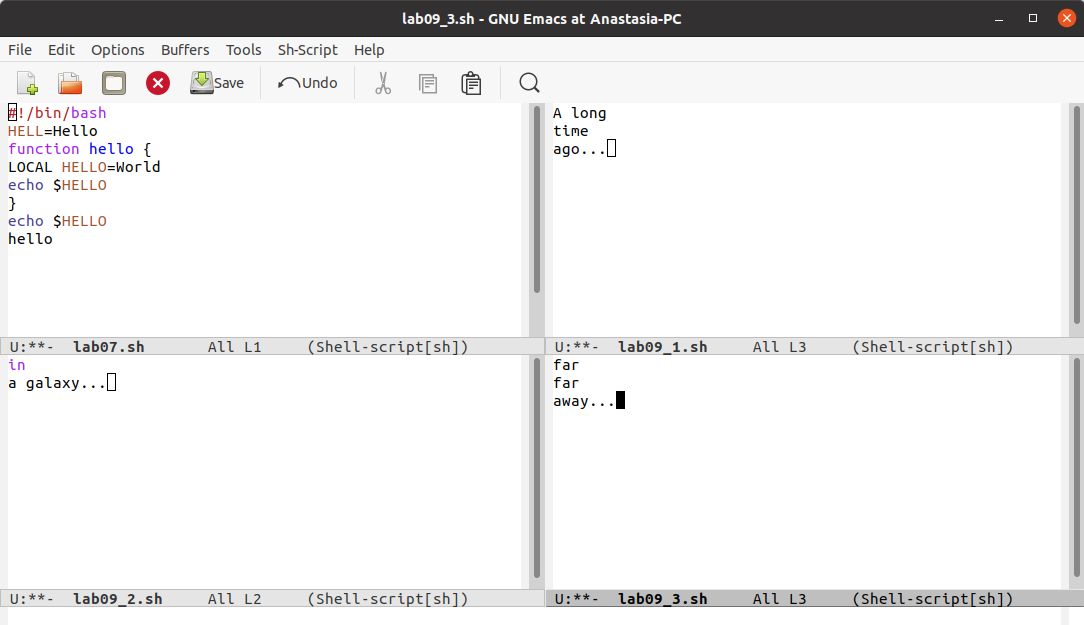 lab09_3.sh - GNU Emacs at Anastasia-PC
File Edit Options Buffers Tools Sh-Script Help
Save Undo
#!/bin/bash
HELL=Hello
function hello {
LOCAL HELLO=World
echo $HELLO
}
echo $HELLO
hello
U:**-  lab07.sh       All L1     (Shell-script[sh])
A long
time
ago...
U:**-  lab09_1.sh     All L3     (Shell-script[sh])
in
a galaxy...
U:**-  lab09_2.sh     All L2     (Shell-script[sh])
far
far
away...
U:**-  lab09_3.sh     All L3     (Shell-script[sh])